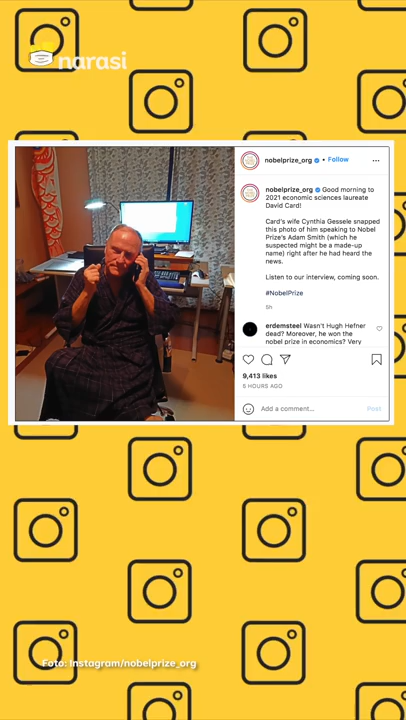 narasi
nobelprize_org • Follow
nobelprize_org Good morning to
2021 economic sciences laureate
David Card!
Card's wife Cynthia Gessele snapped
this photo of him speaking to Nobel
Prize's Adam Smith (which he
suspected might be a made-up
name) right after he had heard the
news.
Listen to our interview, coming soon.
#NobelPrize
5h
erdemsteel Wasn't Hugh Hefner
dead? Moreover, he won the
nobel prize in economics? Very
9,413 likes
5 HOURS AGO
Add a comment...
Post
Foto: Instagram/nobelprize_org